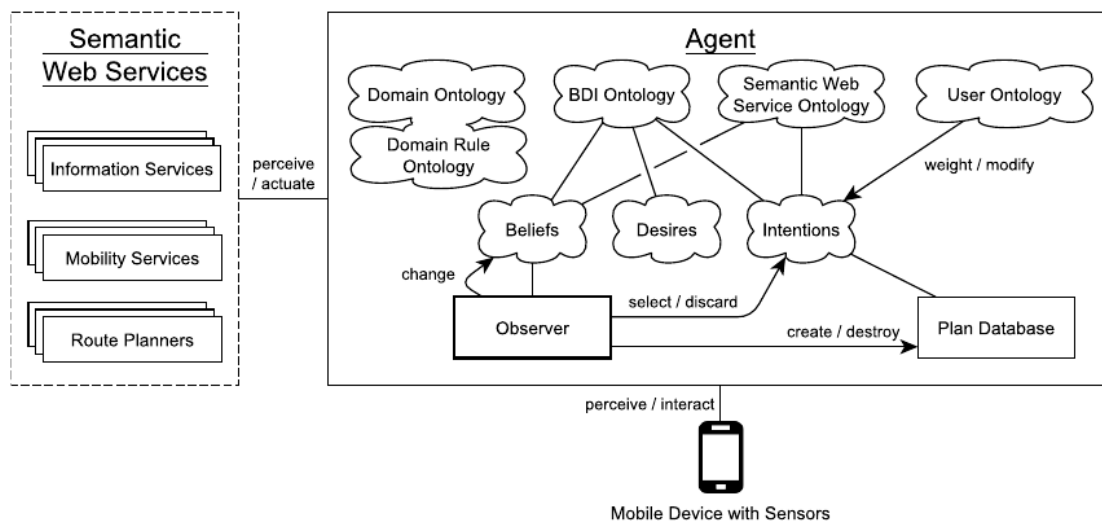 Semantic
Web Services
Information Services
Mobility Services
Route Planners
perceive
/ actuate
Agent
Domain Ontology
Domain Rule
Ontology
BDI Ontology
Semantic Web
Service Ontology
User Ontology
weight / modify
Beliefs
Desires
Intentions
change
select / discard
Observer
create / destroy
Plan Database
perceive / interact
Mobile Device with Sensors